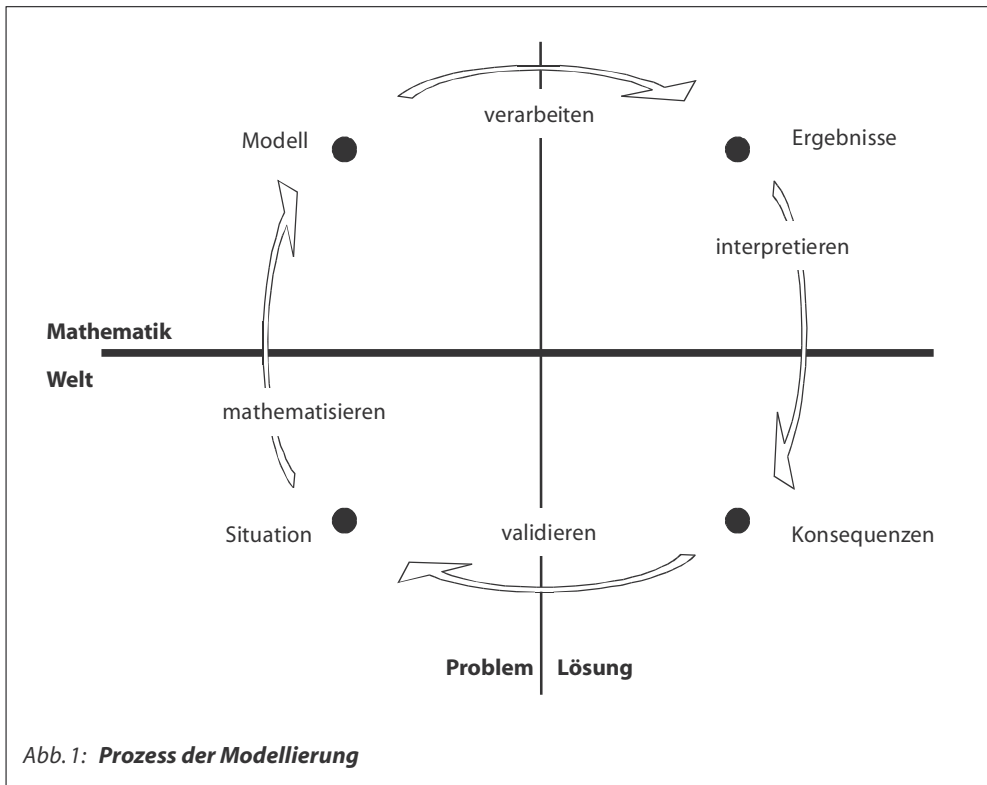 verarbeiten
Modell
Ergebnisse
interpretieren
Mathematik
Welt
mathematisieren
Situation
validieren
Konsequenzen
Problem Lösung
Abb. 1: Prozess der Modellierung